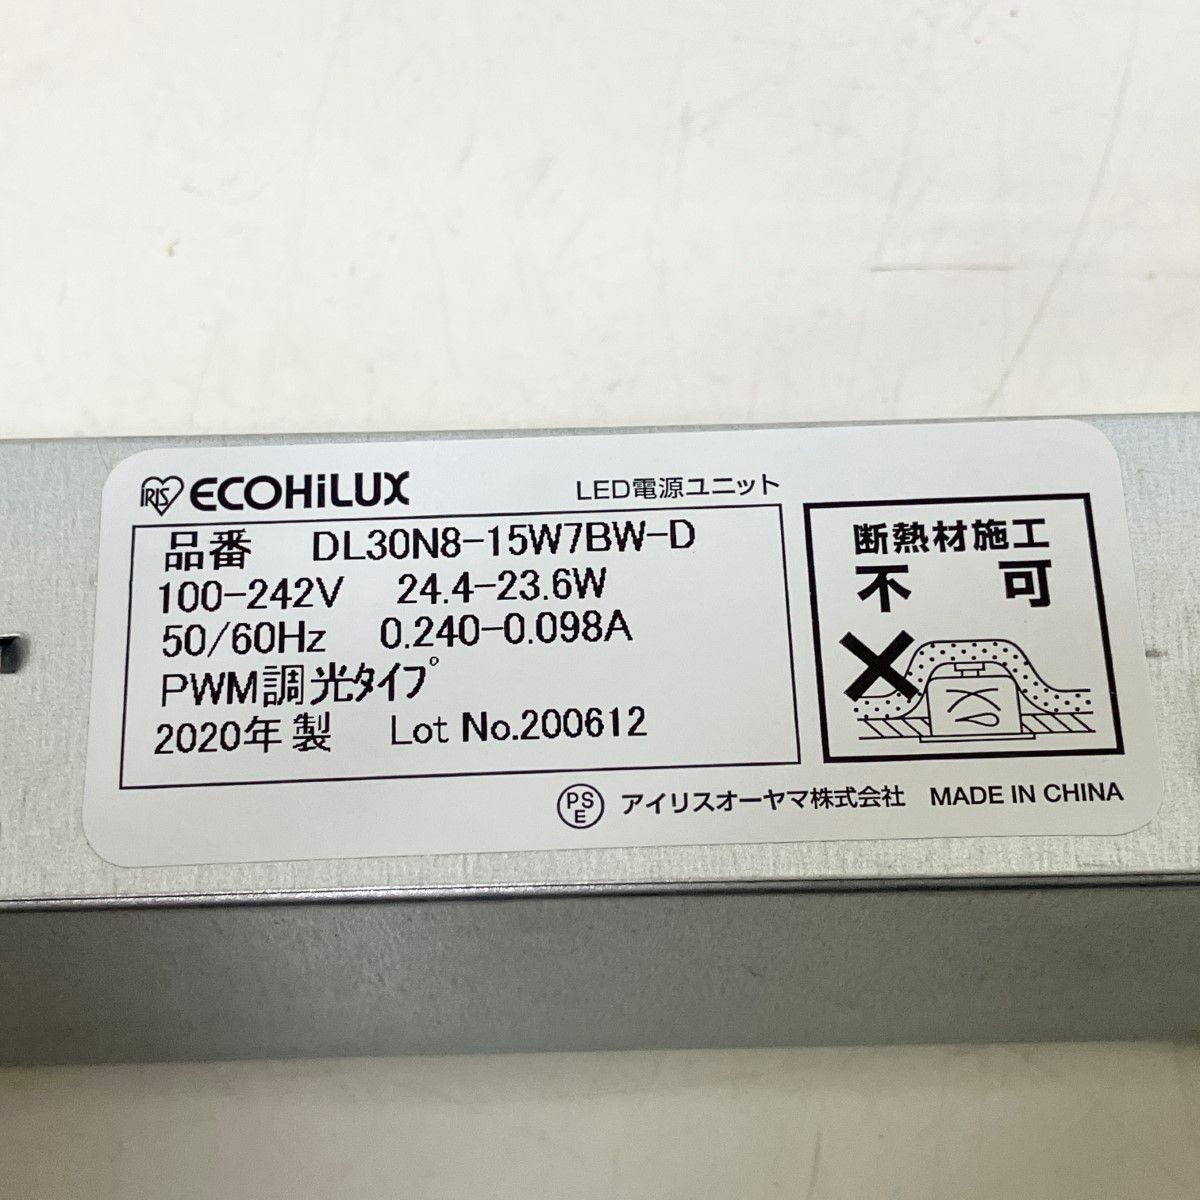 IRIS ECOHiLUX
LED電源ユニット
品番 DL30N8-15W7BW-D
100-242V 24.4-23.6W
50/60Hz 0.240-0.098A
PWM調光タイプ
2020年製 Lot No.200612
断熱材施工
不可
PSE アイリスオーヤマ株式会社 MADE IN CHINA